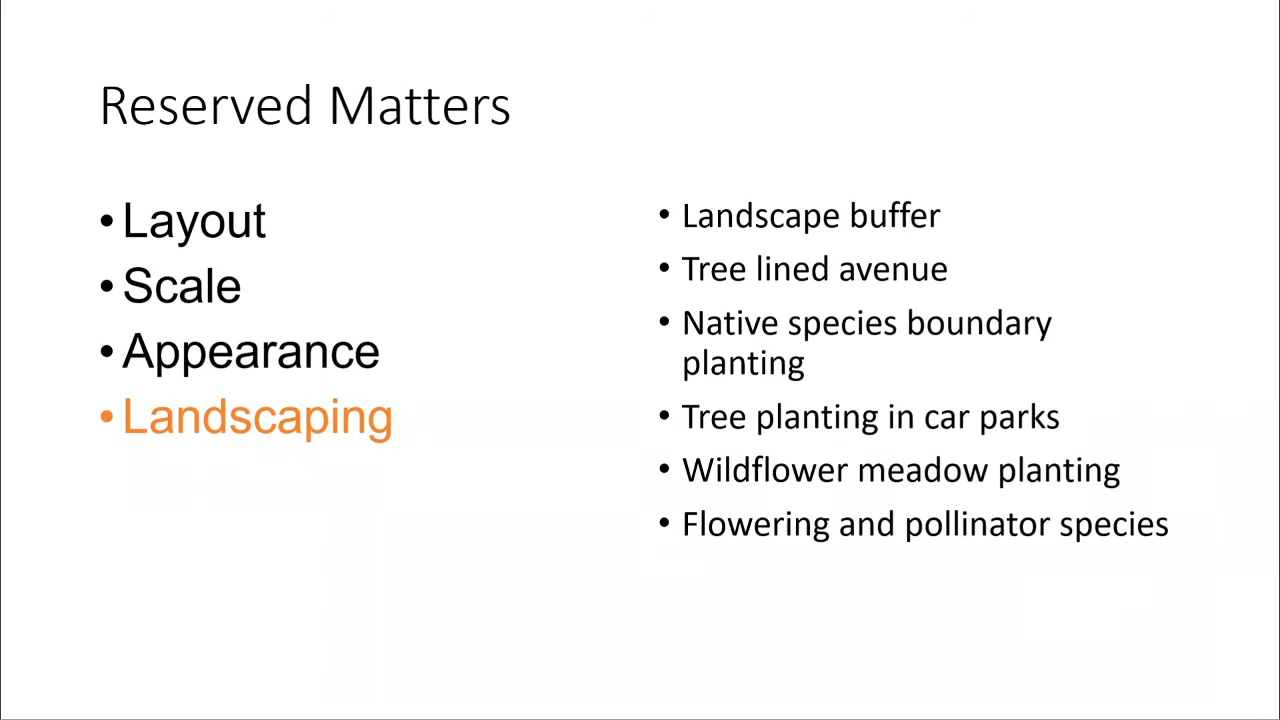 Reserved Matters
• Layout
• Scale
• Appearance
• Landscaping
• Landscape buffer
• Tree lined avenue
• Native species boundary
planting
• Tree planting in car parks
• Wildflower meadow planting
• Flowering and pollinator species